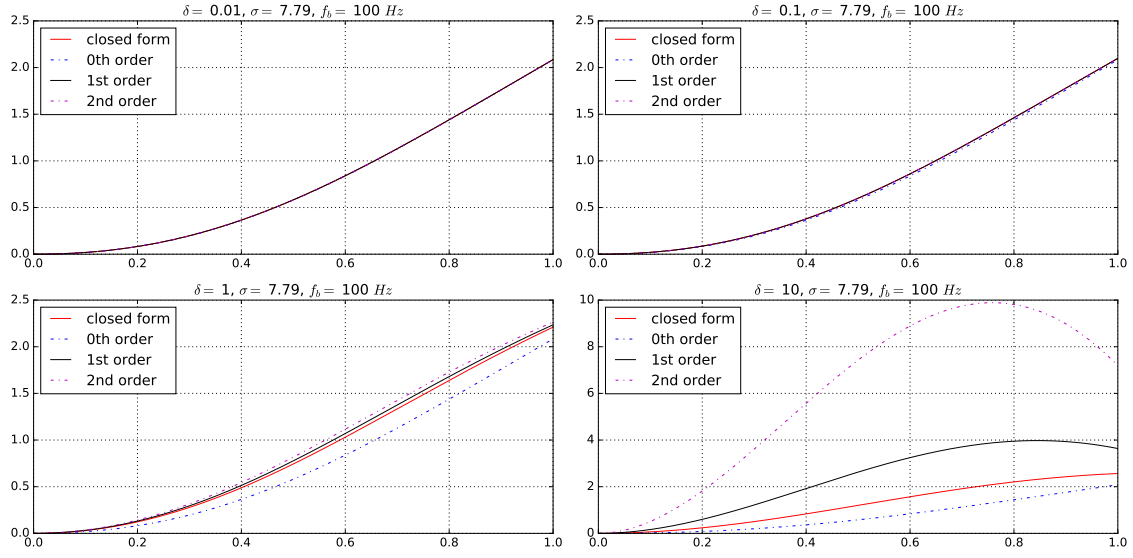 δ = 0.01, σ = 7.79, f_b = 100 Hz
2.5
2.0
1.5
1.0
0.5
0.0
closed form
0th order
1st order
2nd order
0.0 0.2 0.4 0.6 0.8 1.0
δ = 0.1, σ = 7.79, f_b = 100 Hz
2.5
2.0
1.5
1.0
0.5
0.0
closed form
0th order
1st order
2nd order
0.0 0.2 0.4 0.6 0.8 1.0
δ = 1, σ = 7.79, f_b = 100 Hz
2.5
2.0
1.5
1.0
0.5
0.0
closed form
0th order
1st order
2nd order
0.0 0.2 0.4 0.6 0.8 1.0
δ = 10, σ = 7.79, f_b = 100 Hz
10
8
6
4
2
0
closed form
0th order
1st order
2nd order
0.0 0.2 0.4 0.6 0.8 1.0